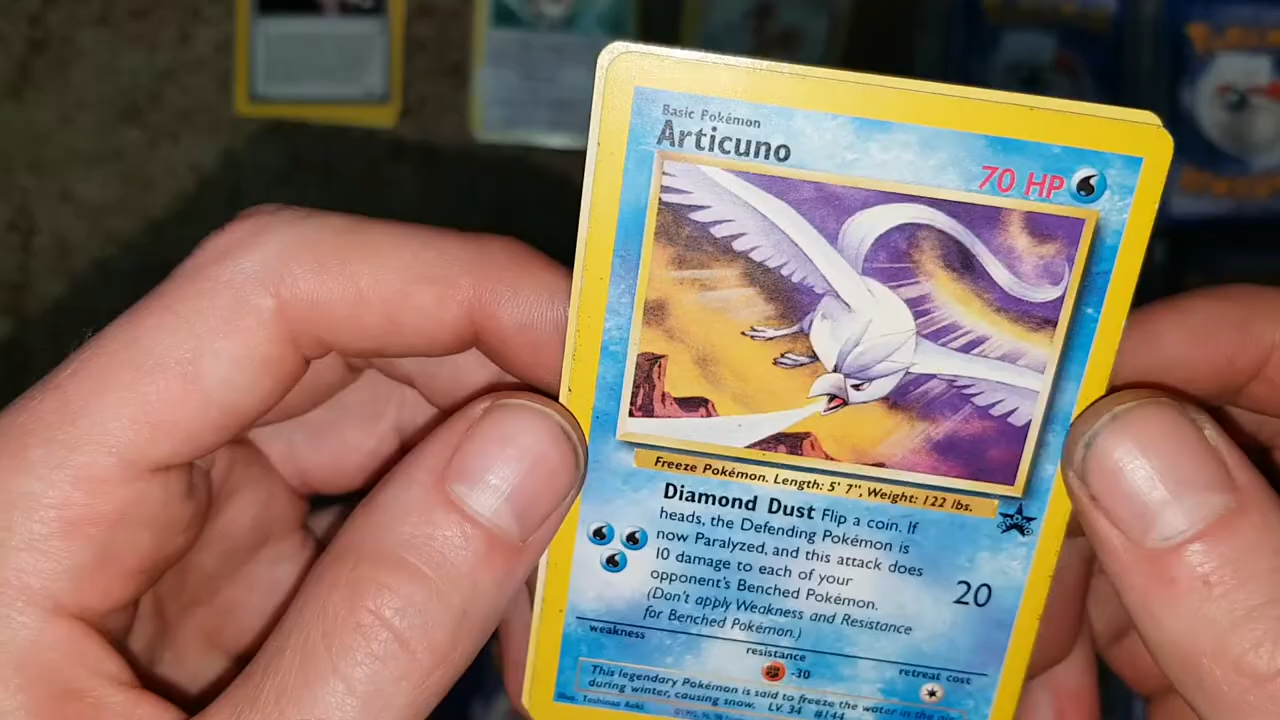 Basic Pokémon
Articuno
70 HP
Freeze Pokémon. Length: 5' 7", Weight: 122 lbs.
PROMO
Diamond Dust Flip a coin. If
heads, the Defending Pokémon is
now Paralyzed, and this attack does
10 damage to each of your
opponent's Benched Pokémon.
(Don't apply Weakness and Resistance
for Benched Pokémon.)
20
weakness
resistance
-30
retreat cost
This legendary Pokémon is said to freeze the water in the
during winter, causing snow. LV. 34 #144
Illus. Toshinao Aoki